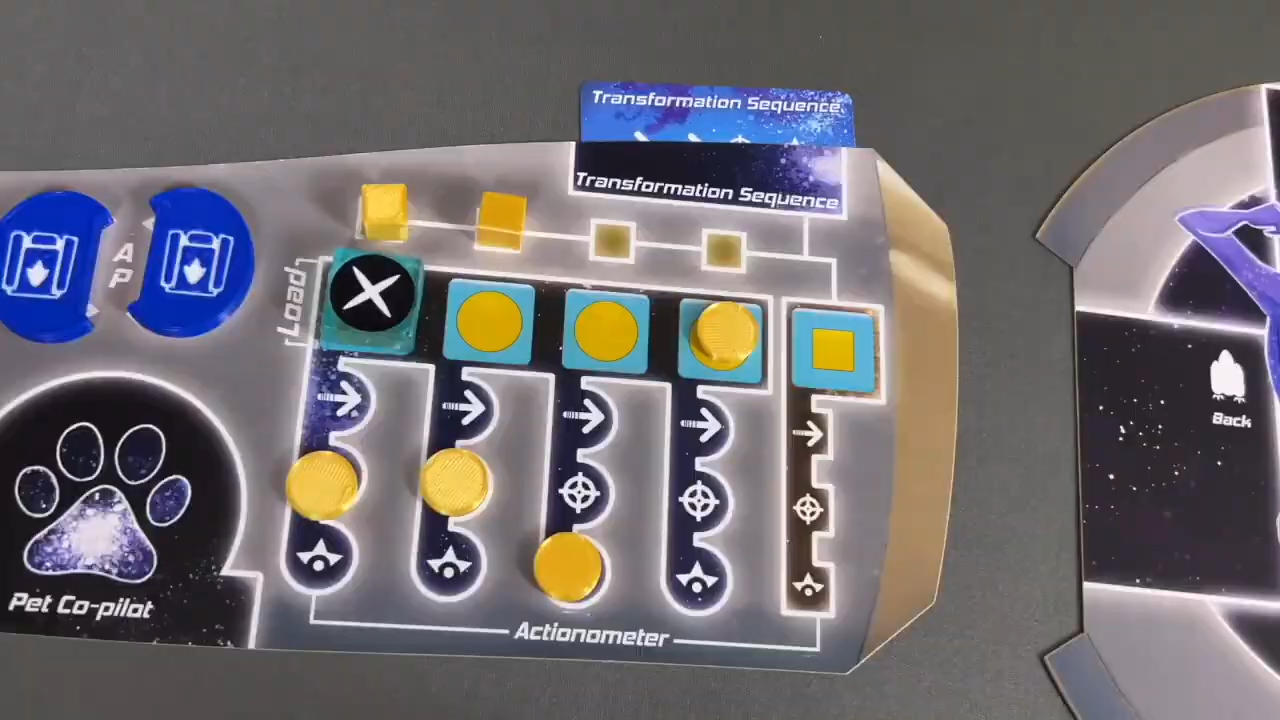 Transformation Sequence
Transformation Sequence
A
P
Load
Back
Pet Co-pilot
Actionometer